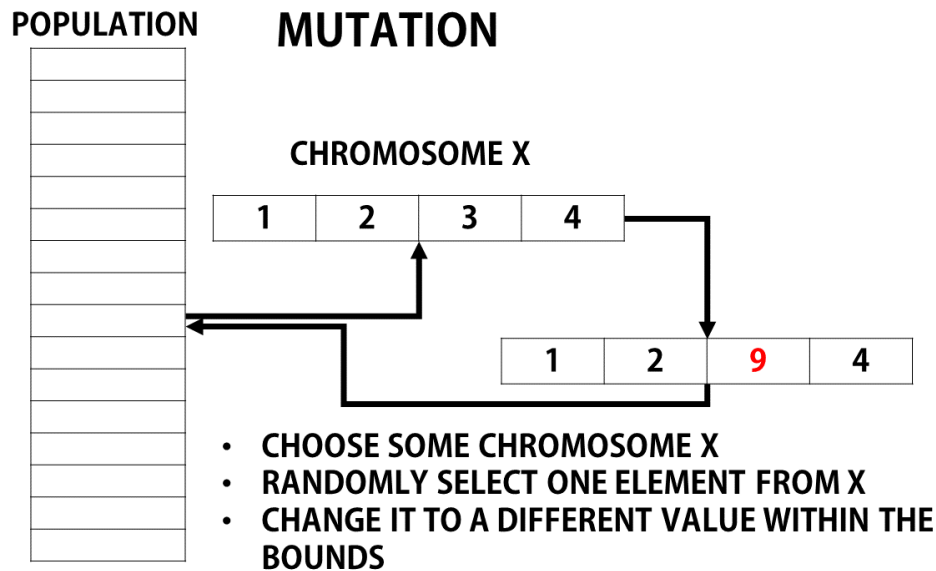 POPULATION
MUTATION
CHROMOSOME X
1 2 3 4
1 2 9 4
• CHOOSE SOME CHROMOSOME X
• RANDOMLY SELECT ONE ELEMENT FROM X
• CHANGE IT TO A DIFFERENT VALUE WITHIN THE
BOUNDS